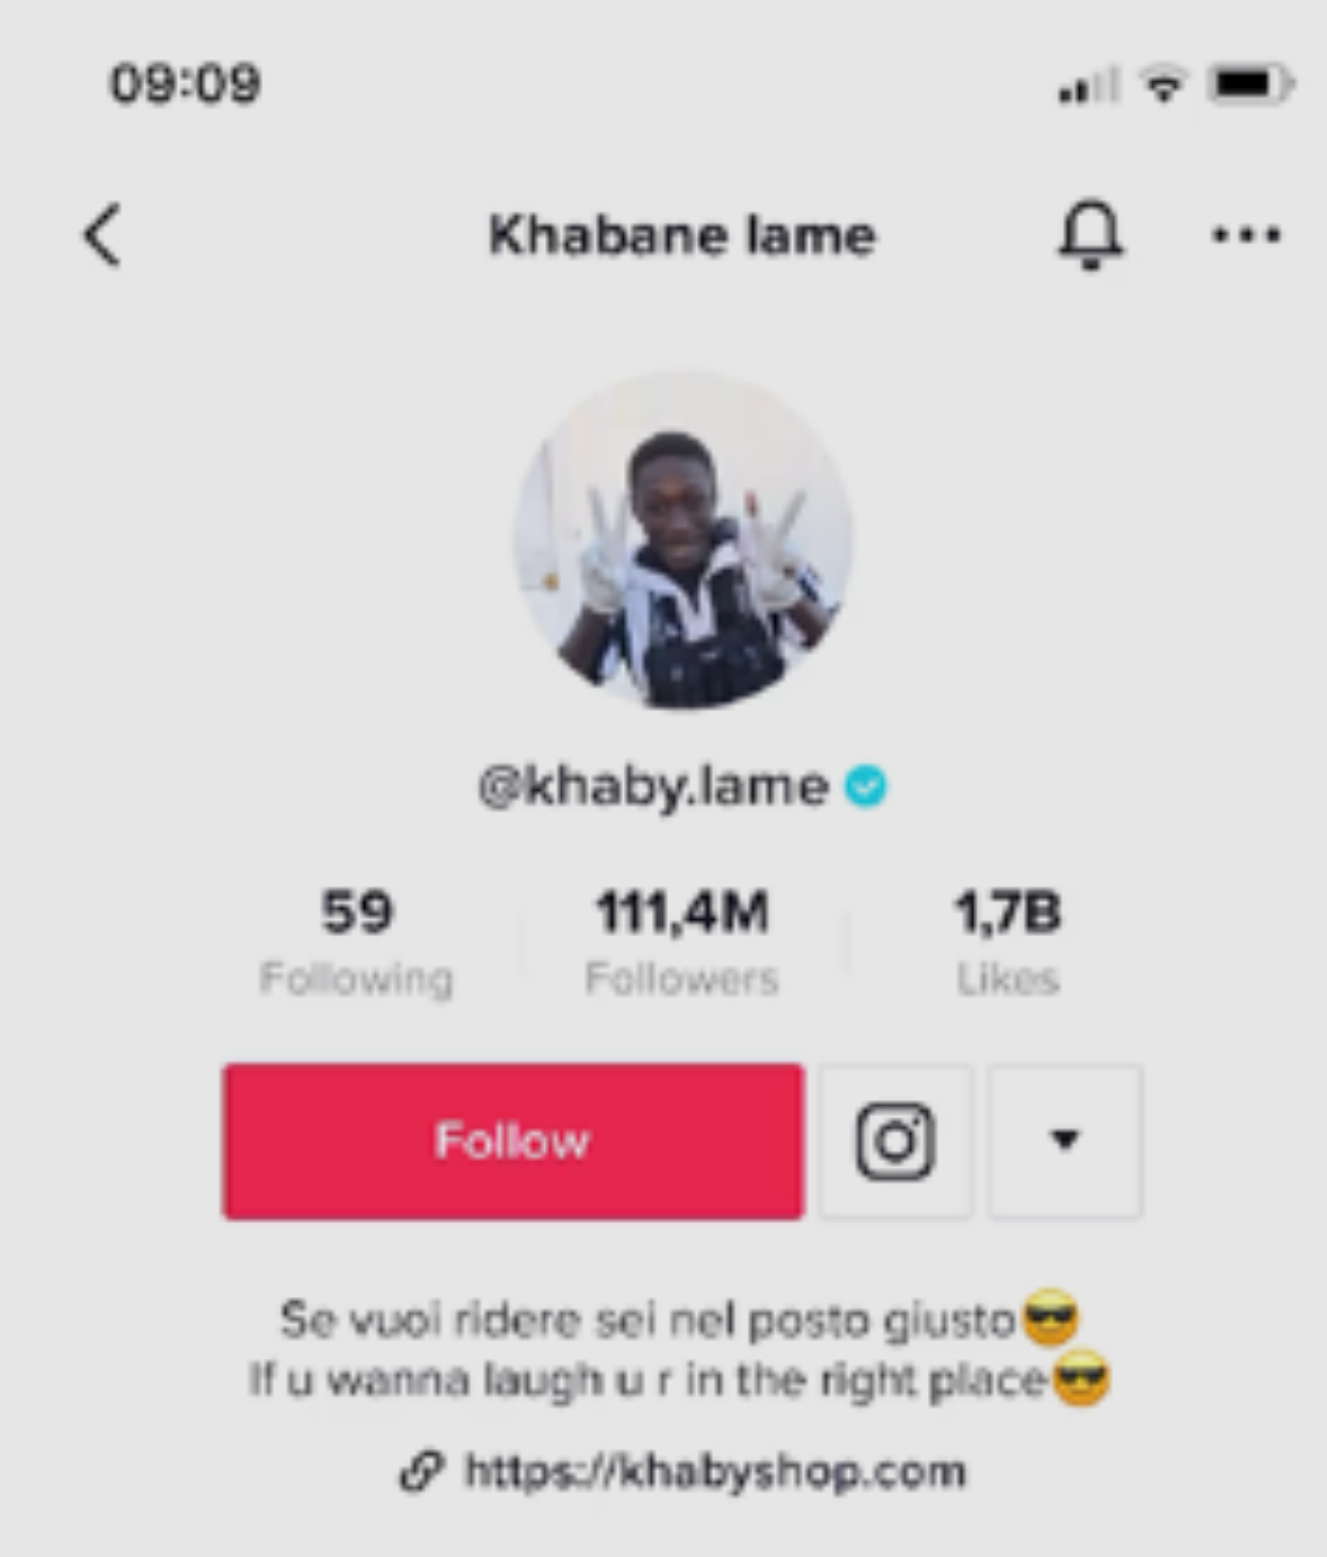 09:09
Khabane lame
@khaby.lame
59 111,4M 1,7B
Following Followers Likes
Follow
Se vuoi ridere sei nel posto giusto😎
If u wanna laugh u r in the right place😎
https://khabyshop.com